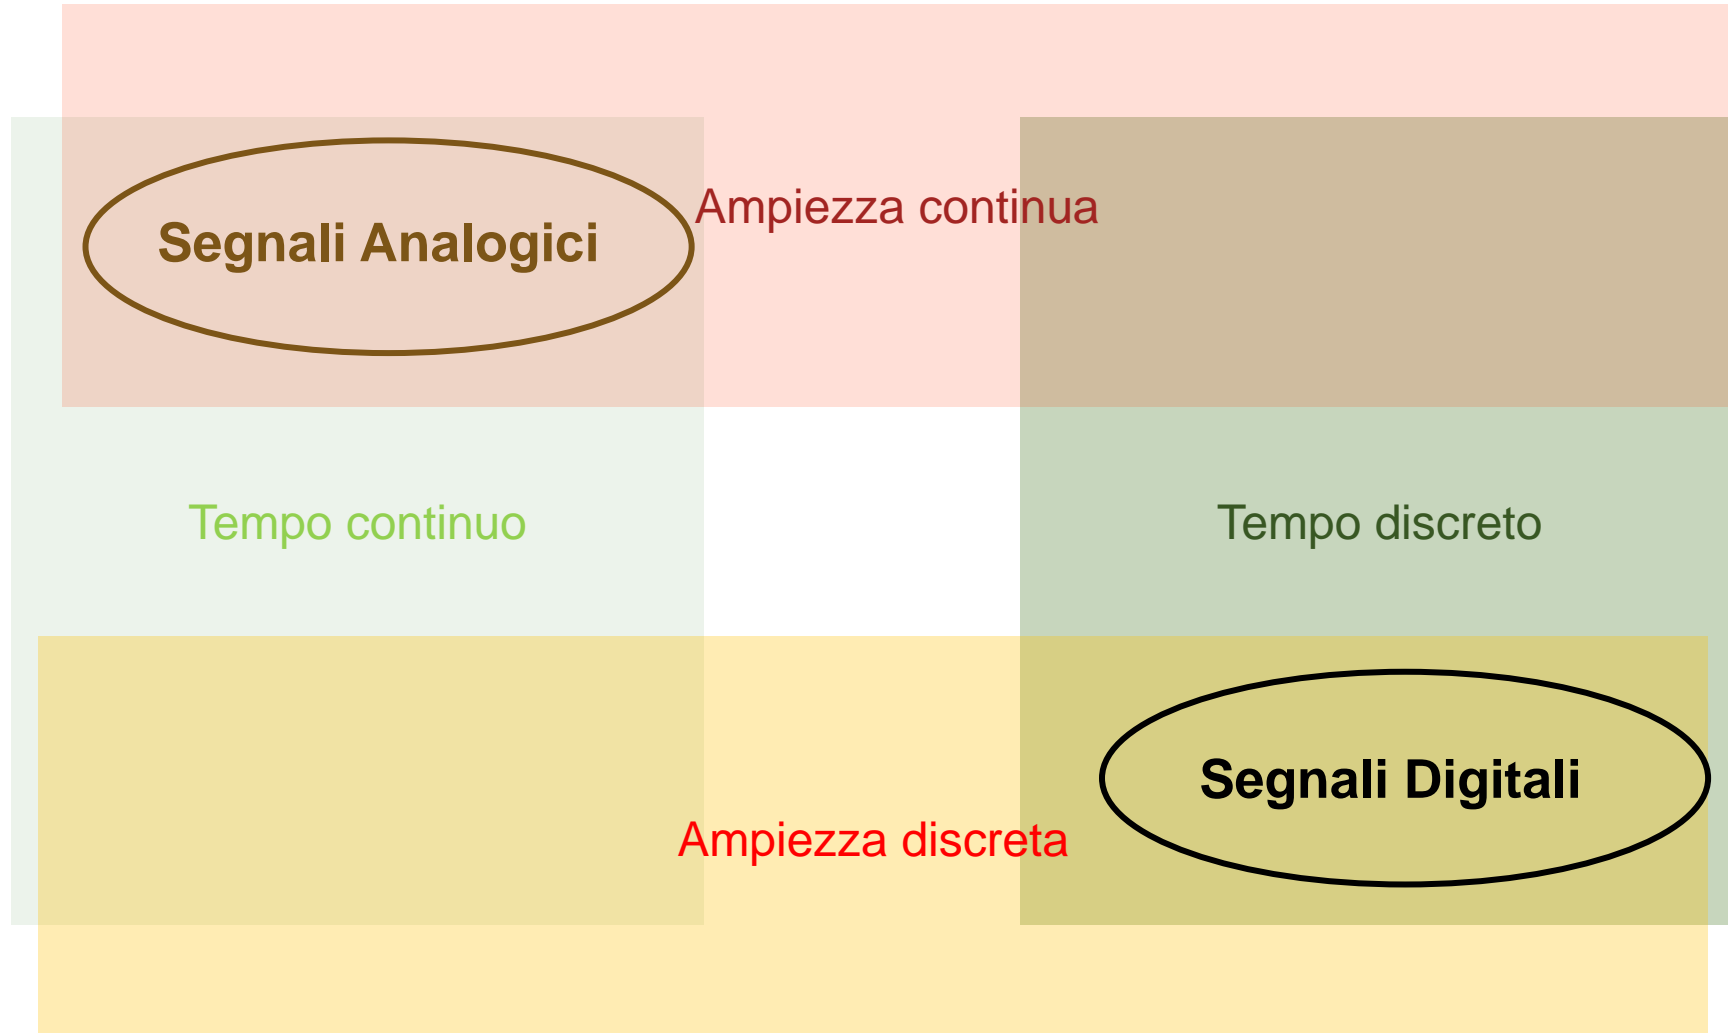 Ampiezza continua
Segnali Analogici
Tempo continuo
Tempo discreto
Segnali Digitali
Ampiezza discreta